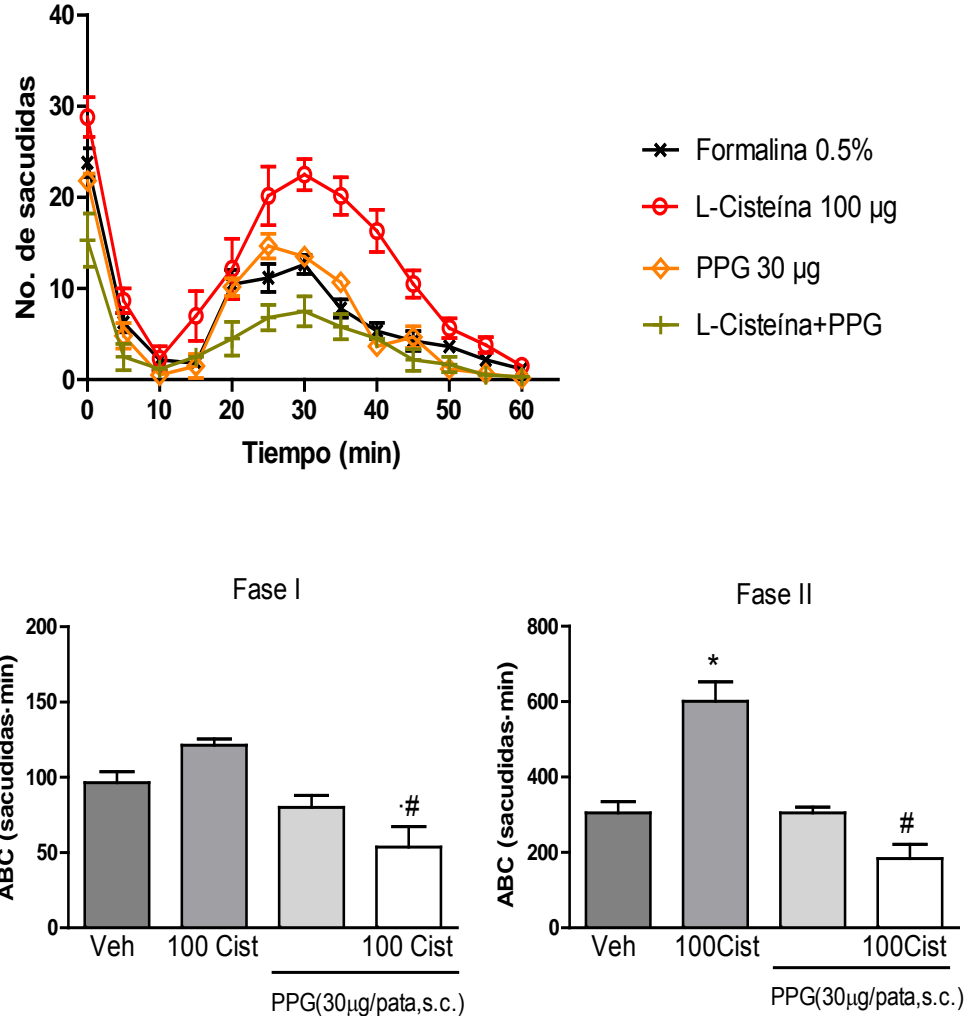 40
30
20
10
0
No. de sacudidas
0 10 20 30 40 50 60
Tiempo (min)
Formalina 0.5%
L-Cisteína 100 µg
PPG 30 µg
L-Cisteína+PPG
Fase I
200
150
100
50
0
ABC (sacudidas·min)
·#
Veh 100 Cist 100 Cist
PPG(30µg/pata,s.c.)
Fase II
800
600
400
200
0
ABC (sacudidas·min)
*
#
Veh 100Cist 100Cist
PPG(30µg/pata,s.c.)